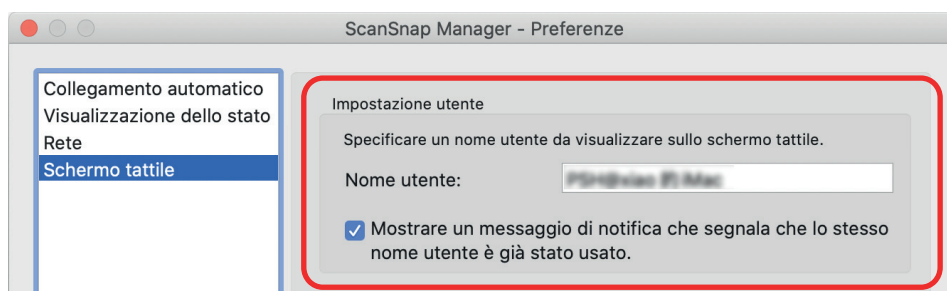 ScanSnap Manager - Preferenze
Collegamento automatico
Visualizzazione dello stato
Rete
Schermo tattile
Impostazione utente
Specificare un nome utente da visualizzare sullo schermo tattile.
Nome utente:
Mostrare un messaggio di notifica che segnala che lo stesso
nome utente è già stato usato.